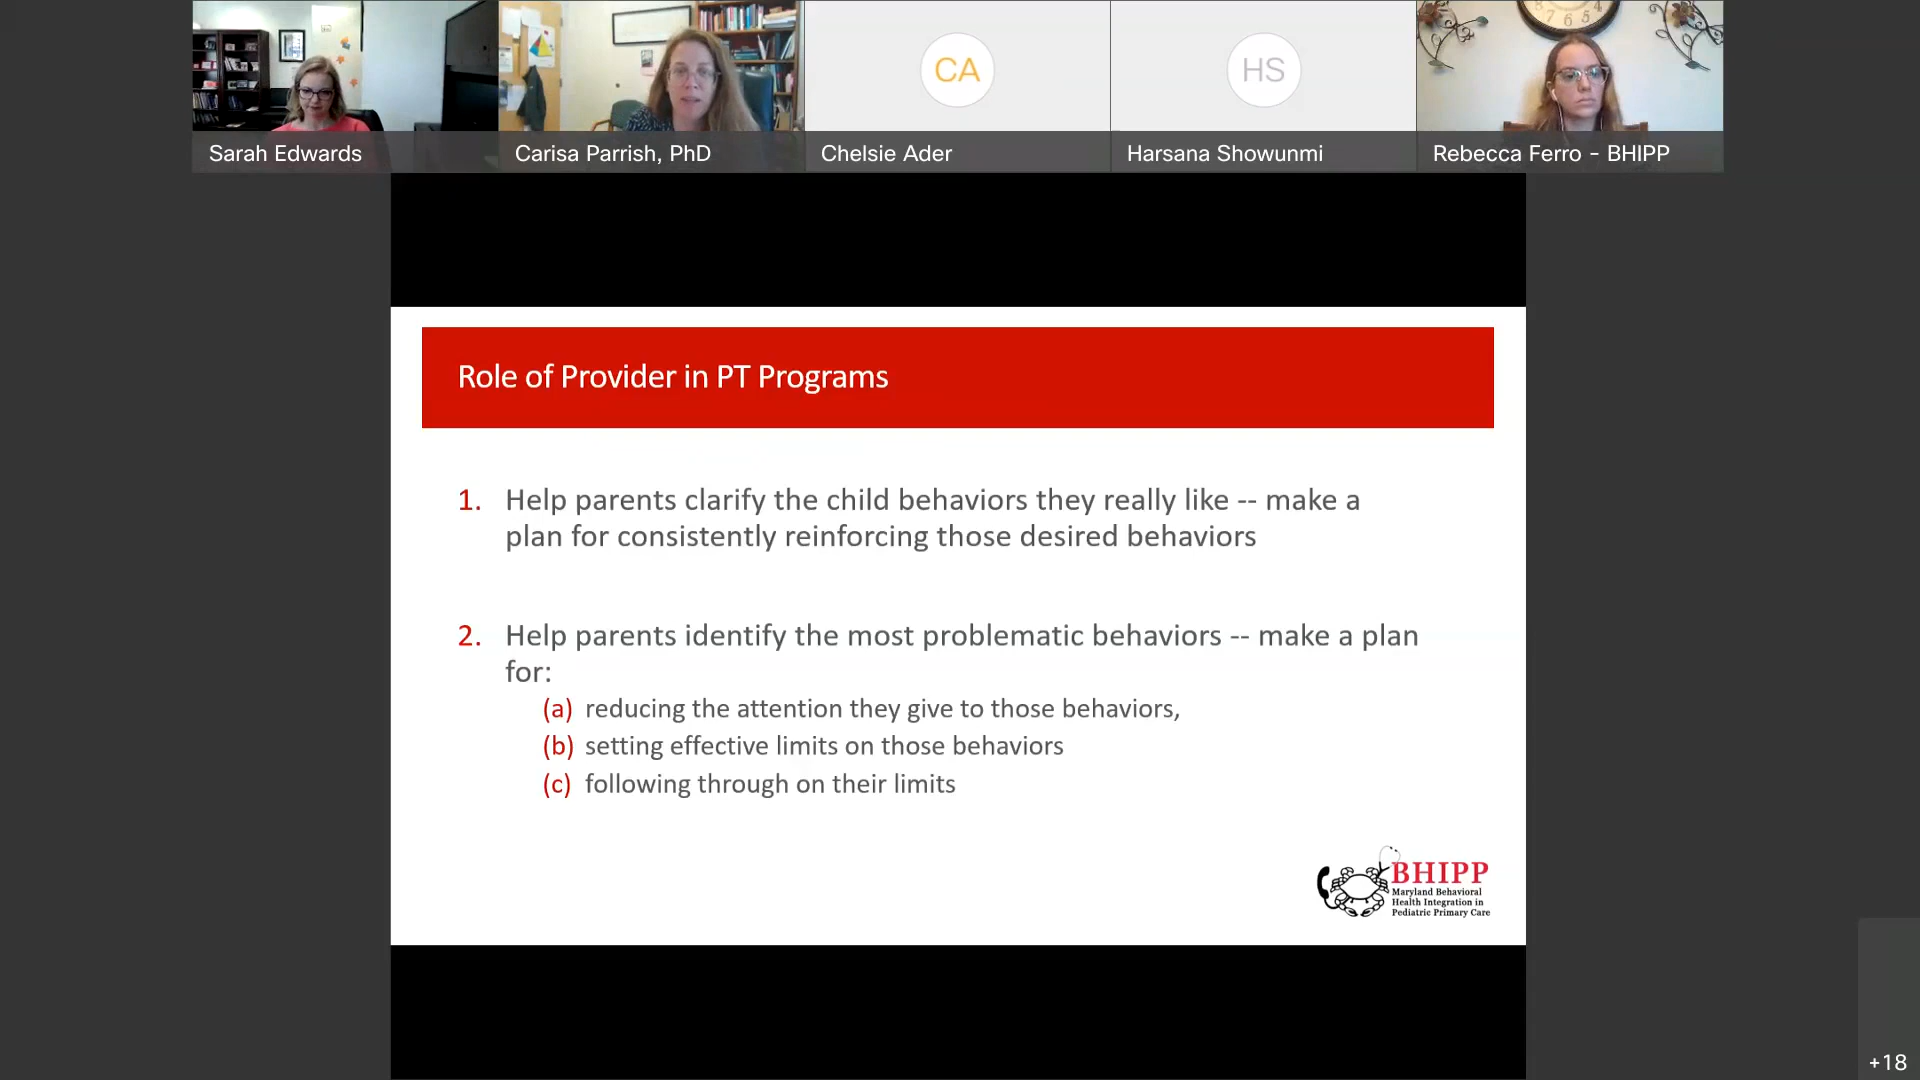 CA
HS
7 6 5 4
Sarah Edwards
Carisa Parrish, PhD
Chelsie Ader
Harsana Showunmi
Rebecca Ferro - BHIPP
Role of Provider in PT Programs
1. Help parents clarify the child behaviors they really like -- make a
plan for consistently reinforcing those desired behaviors
2. Help parents identify the most problematic behaviors -- make a plan
for:
(a) reducing the attention they give to those behaviors,
(b) setting effective limits on those behaviors
(c) following through on their limits
BHIPP
Maryland Behavioral
Health Integration in
Pediatric Primary Care
+18